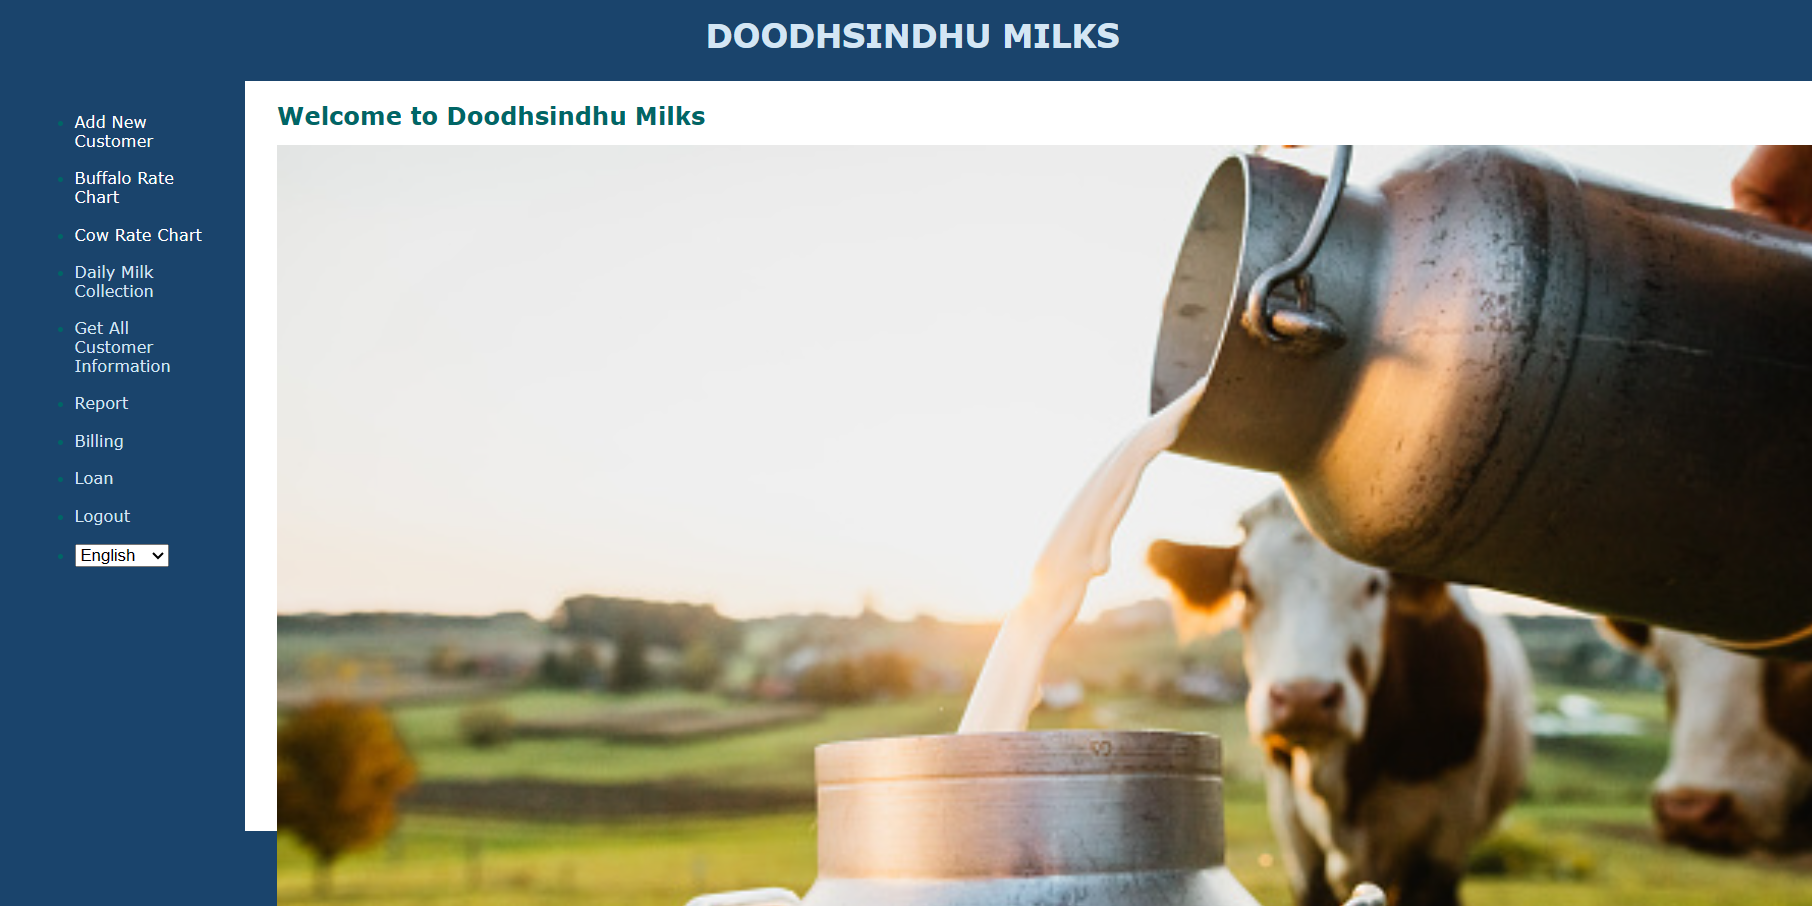 DOODHSINDHU MILKS
Welcome to Doodhsindhu Milks
Add New
Customer
Buffalo Rate
Chart
Cow Rate Chart
Daily Milk
Collection
Get All
Customer
Information
Report
Billing
Loan
Logout
English